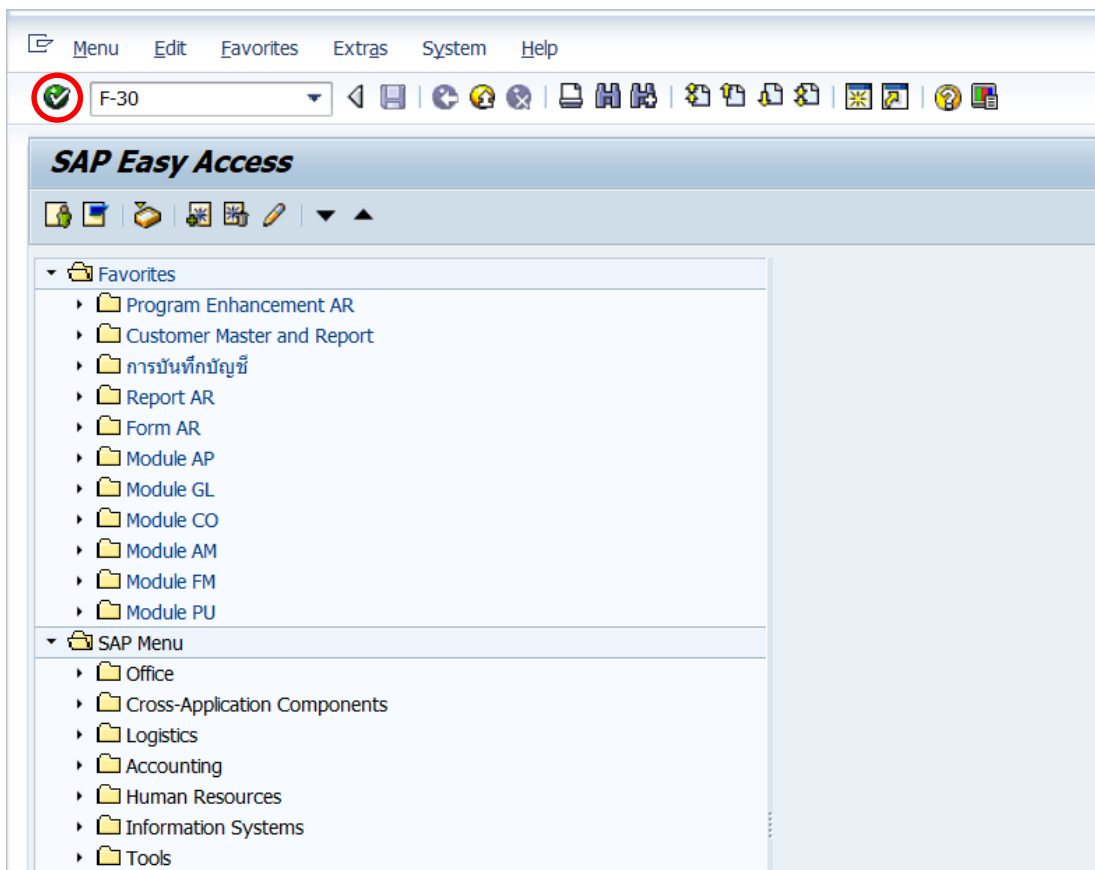 Menu Edit Favorites Extras System Help
F-30
SAP Easy Access
Favorites
Program Enhancement AR
Customer Master and Report
การบันทึกบัญชี
Report AR
Form AR
Module AP
Module GL
Module CO
Module AM
Module FM
Module PU
SAP Menu
Office
Cross-Application Components
Logistics
Accounting
Human Resources
Information Systems
Tools